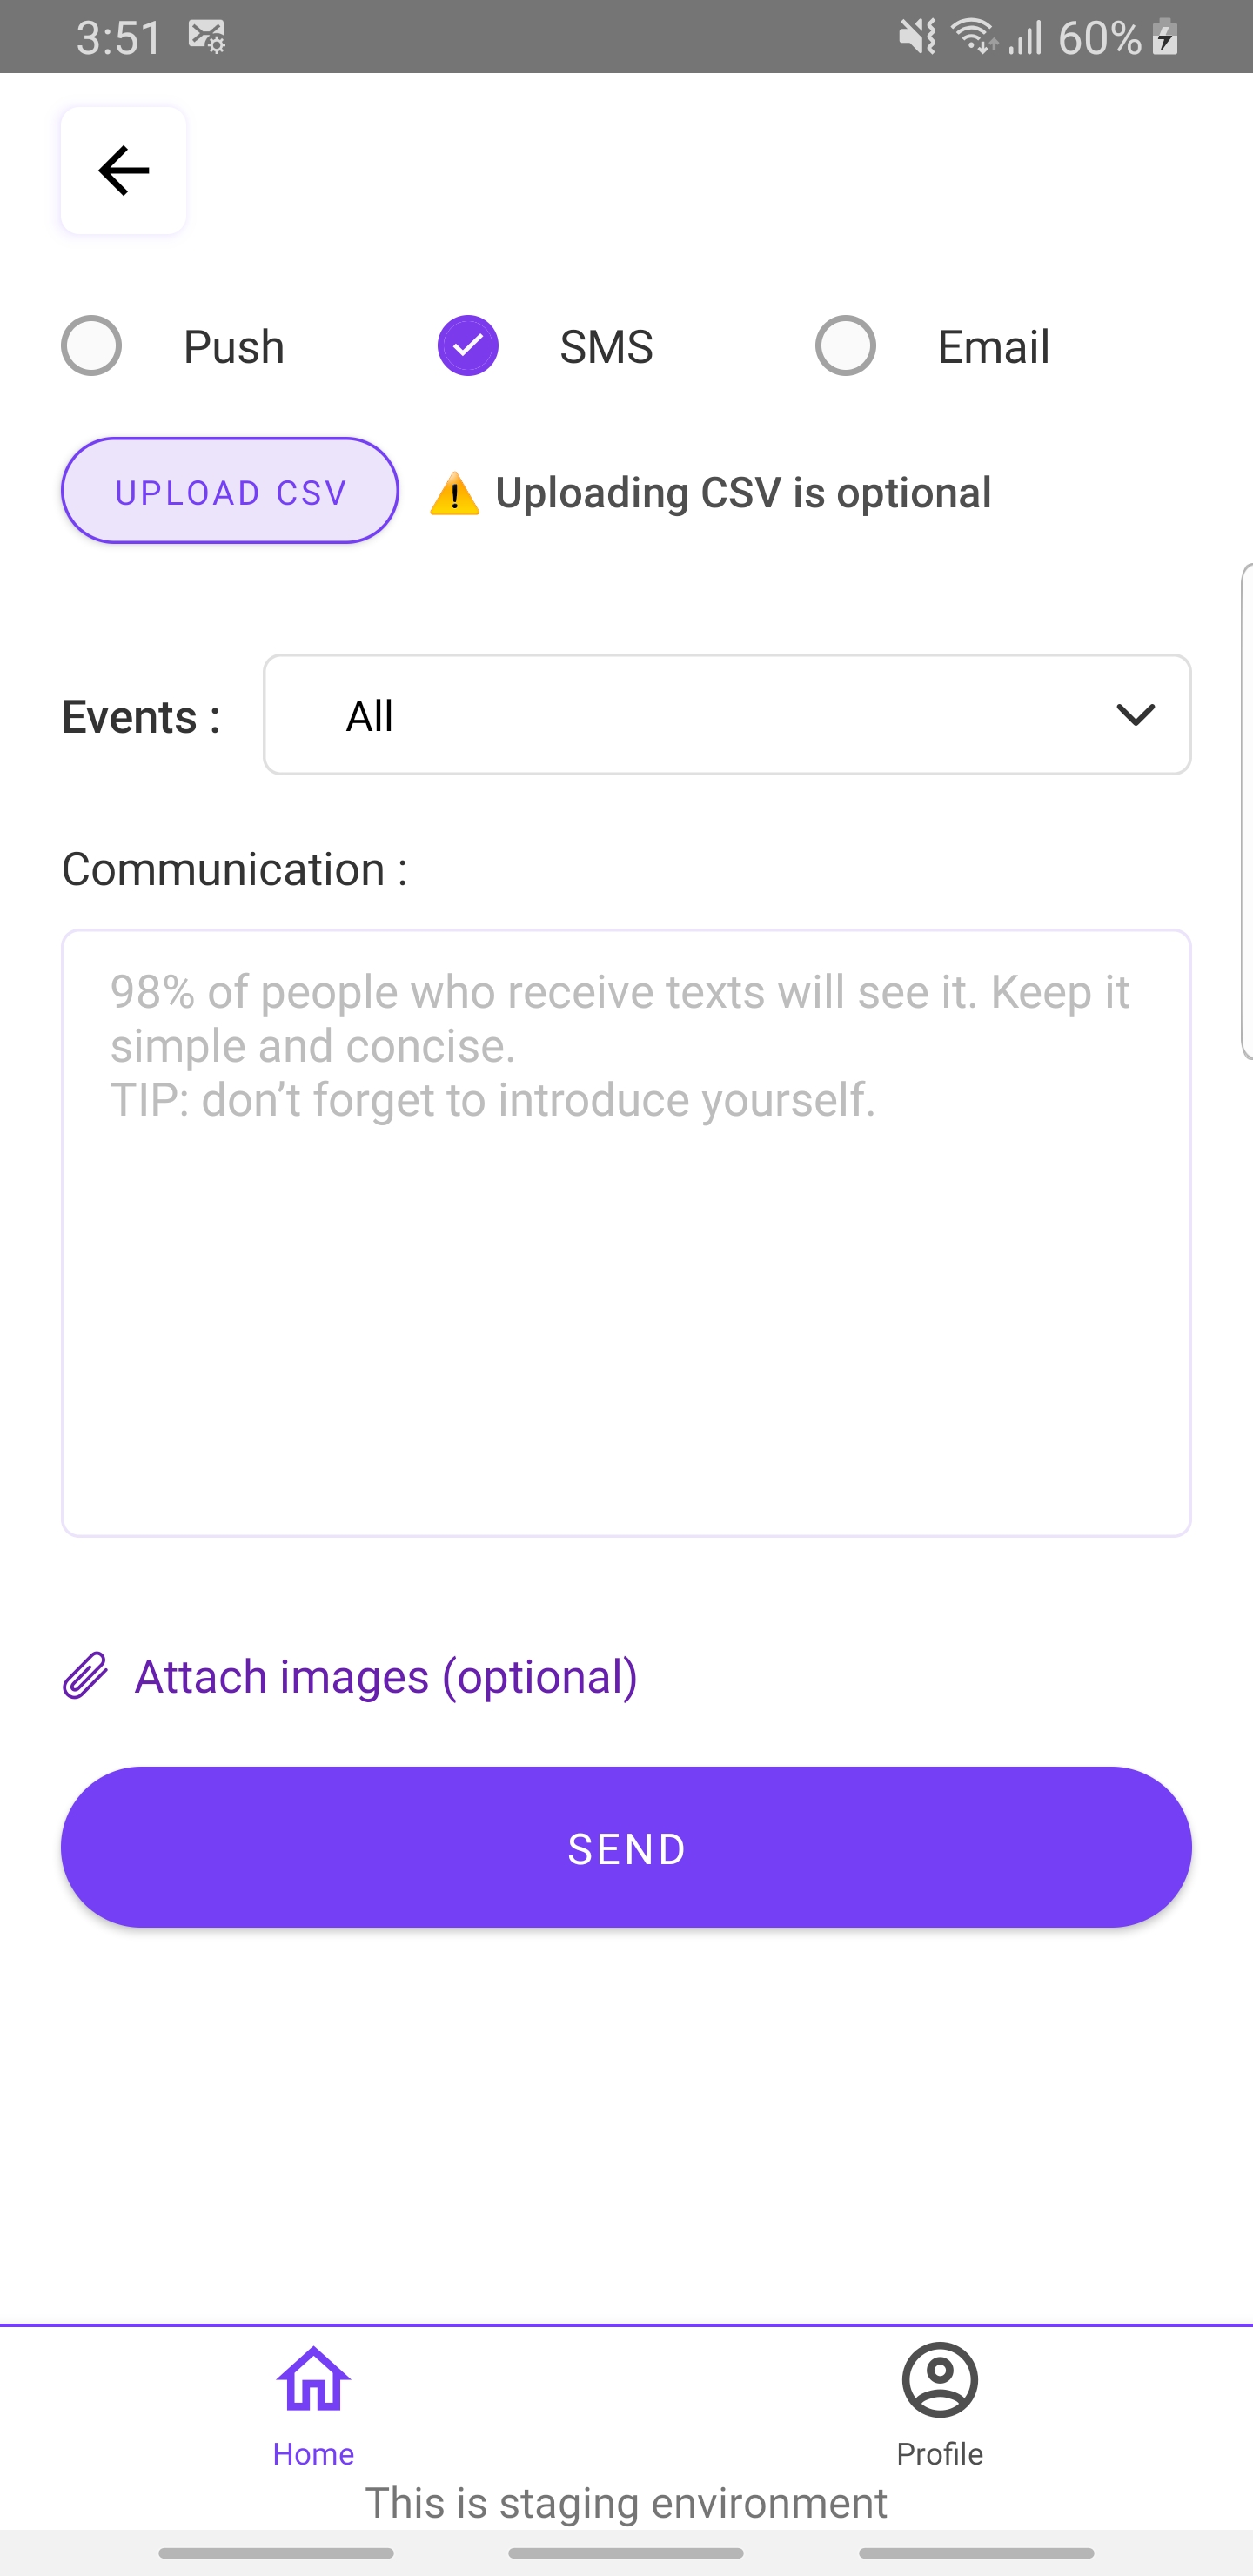 3:51 60%
Push SMS Email
UPLOAD CSV Uploading CSV is optional
Events : All
Communication :
98% of people who receive texts will see it. Keep it
simple and concise.
TIP: don’t forget to introduce yourself.
Attach images (optional)
SEND
Home Profile
This is staging environment